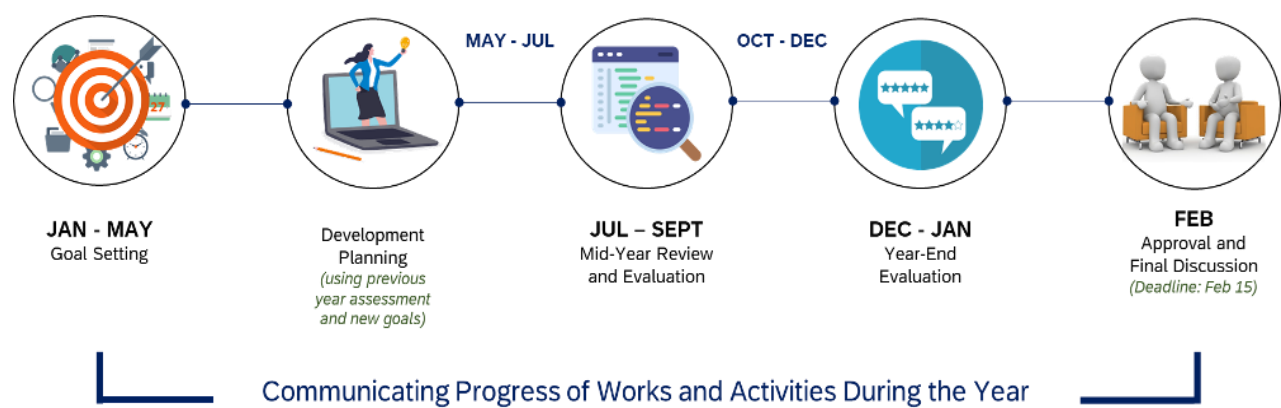 MAY - JUL
OCT - DEC
27
JAN - MAY
Goal Setting
Development
Planning
(using previous
year assessment
and new goals)
JUL – SEPT
Mid-Year Review
and Evaluation
DEC - JAN
Year-End
Evaluation
FEB
Approval and
Final Discussion
(Deadline: Feb 15)
Communicating Progress of Works and Activities During the Year